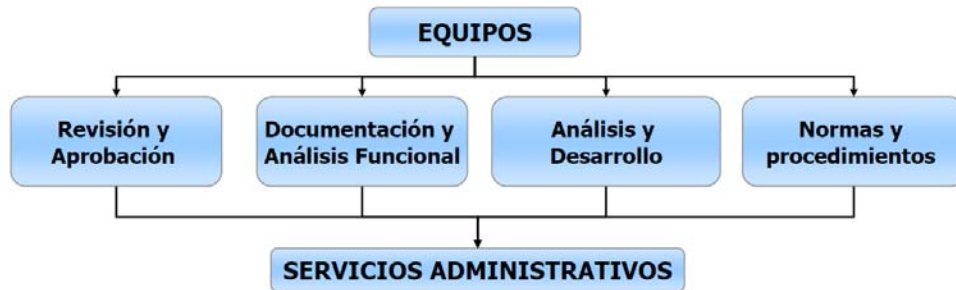 EQUIPOS
Revisión y
Aprobación
Documentación y
Análisis Funcional
Análisis y
Desarrollo
Normas y
procedimientos
SERVICIOS ADMINISTRATIVOS